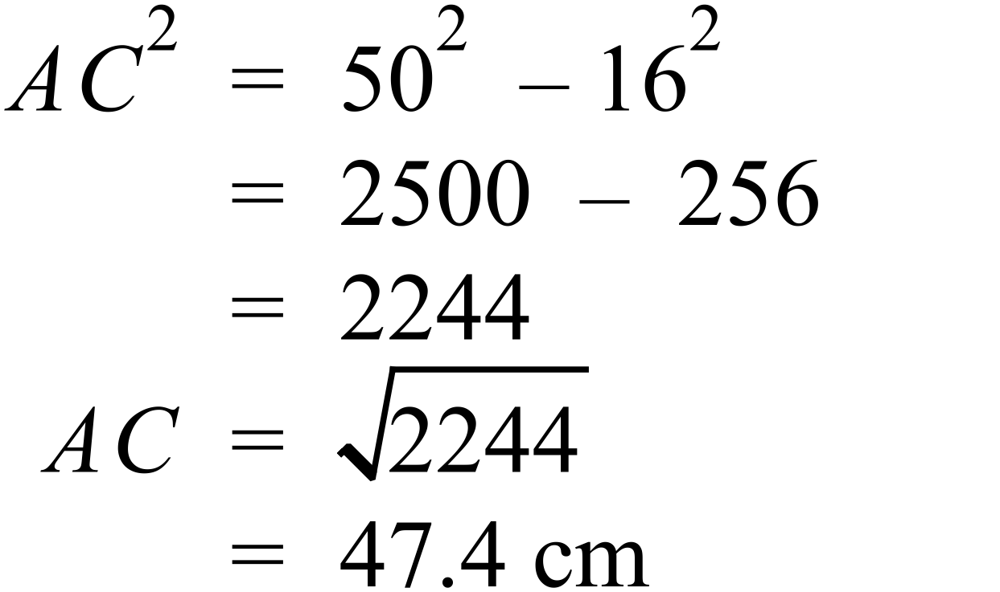 AC² = 50² – 16²
= 2500 – 256
= 2244
AC = √2244
= 47.4 cm